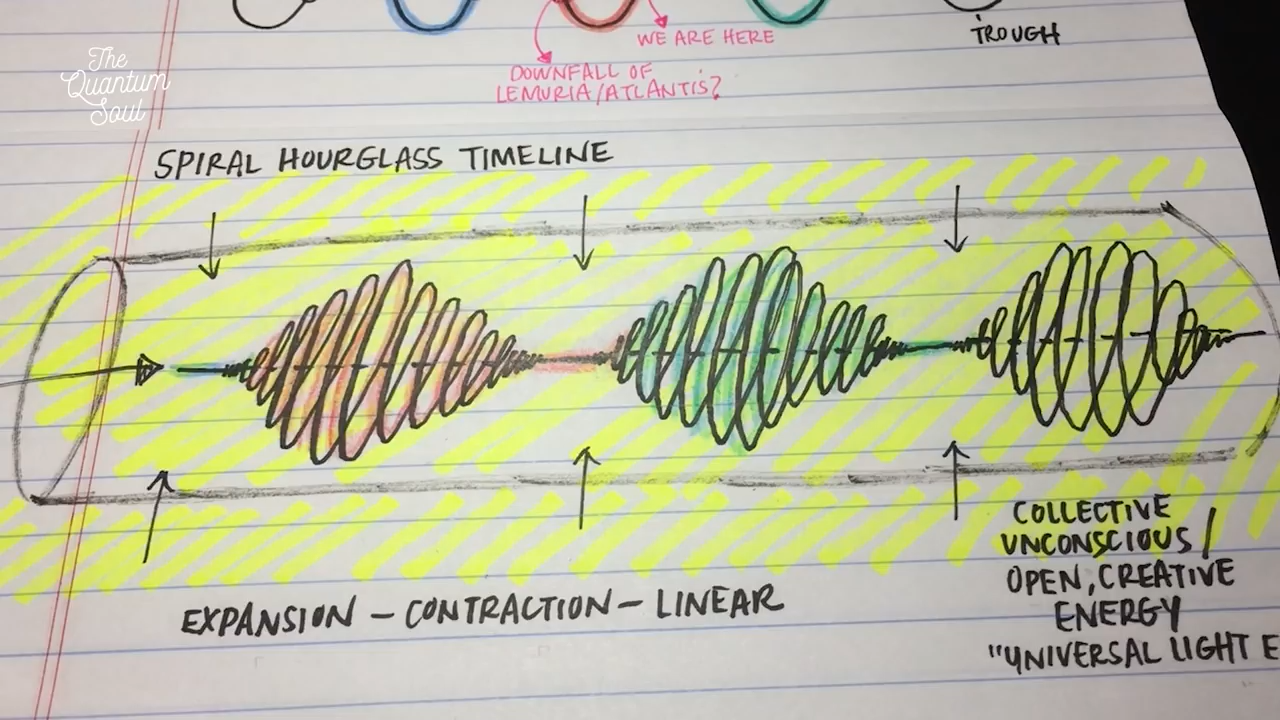 The
Quantum
Soul
WE ARE HERE
TROUGH
DOWNFALL OF
LEMURIA/ATLANTIS?
SPIRAL HOURGLASS TIMELINE
EXPANSION - CONTRACTION - LINEAR
COLLECTIVE
UNCONSCIOUS/
OPEN, CREATIVE
ENERGY
"UNIVERSAL LIGHT E